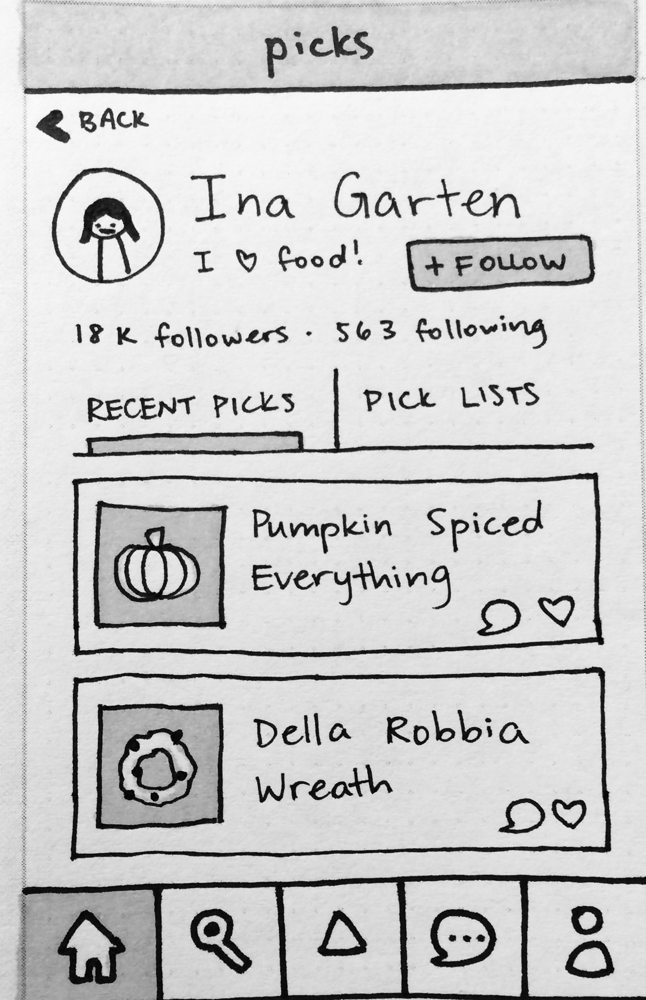 picks
BACK
Ina Garten
I ♡ food!
+ FOLLOW
18K followers · 563 following
RECENT PICKS
PICK LISTS
Pumpkin Spiced
Everything
Della Robbia
Wreath